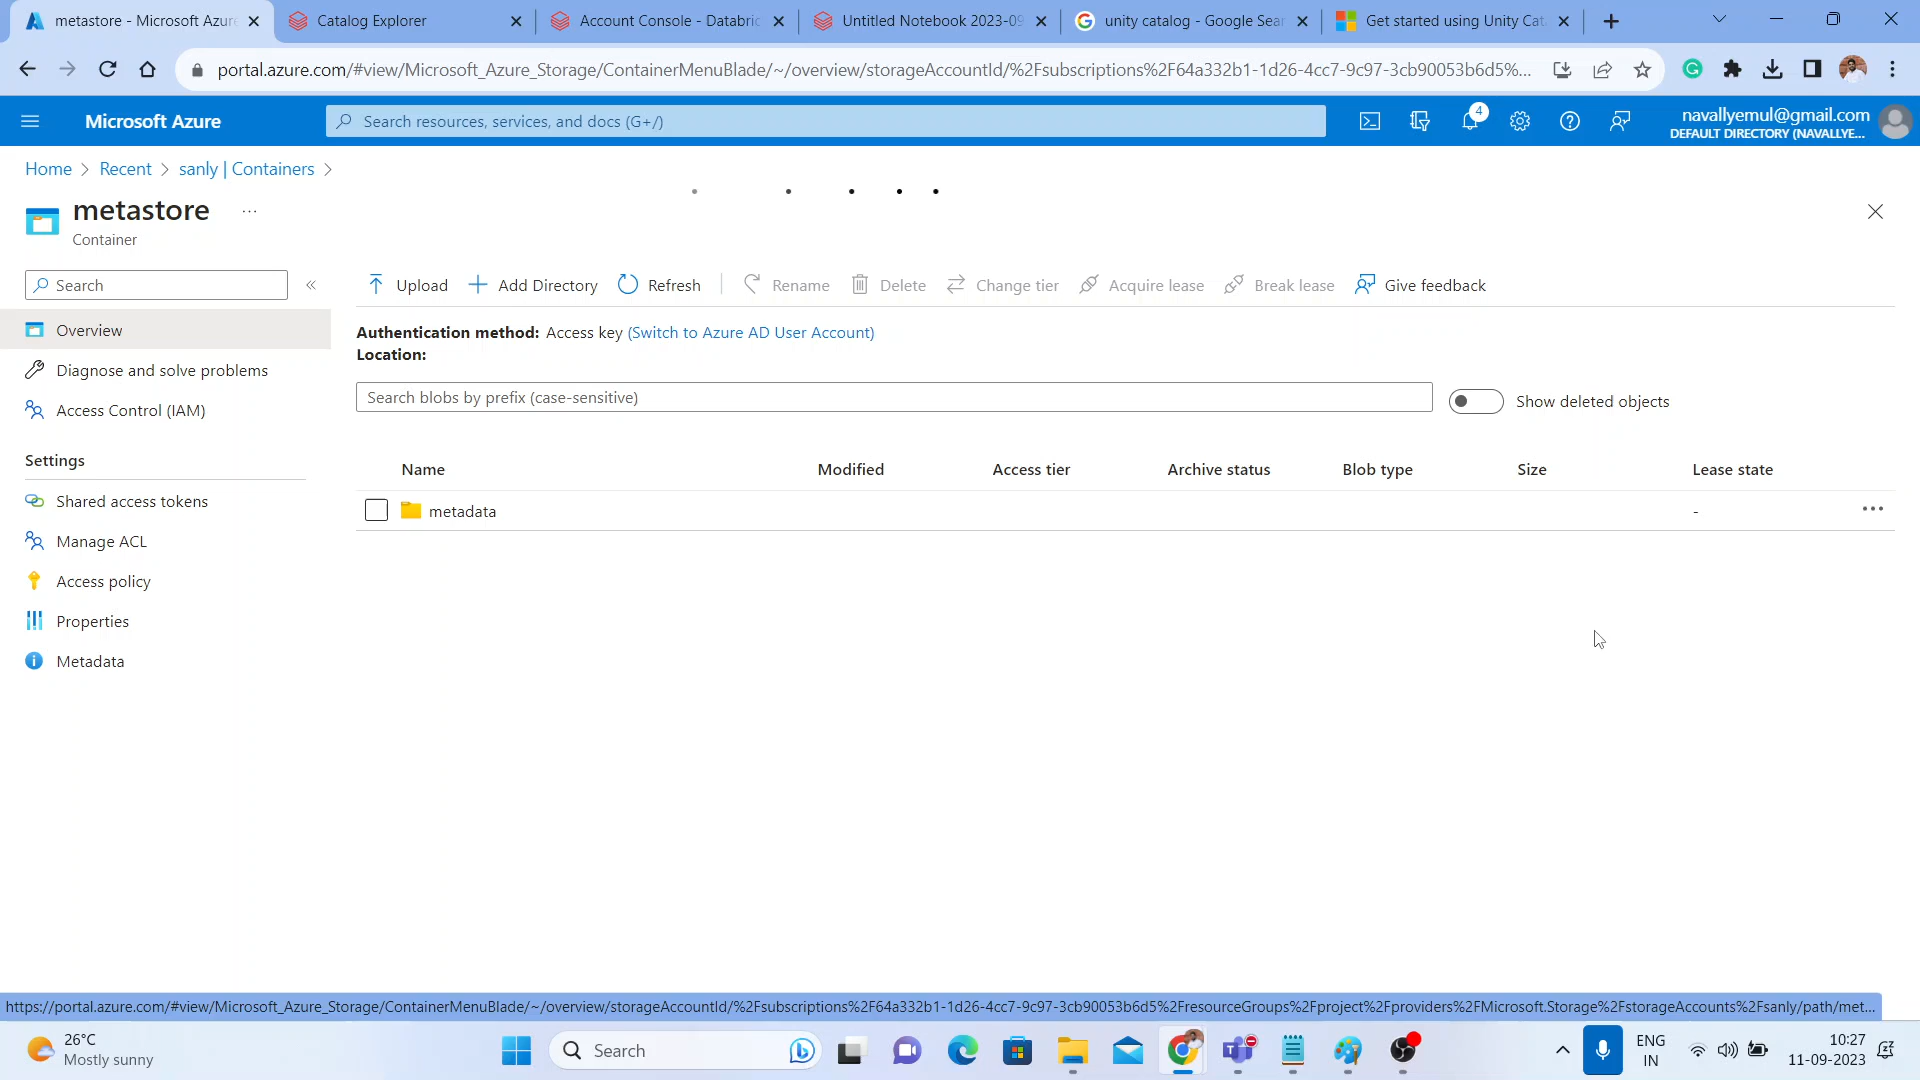 metastore - Microsoft Azur
Catalog Explorer
Account Console - Databric
Untitled Notebook 2023-09
unity catalog - Google Sear
Get started using Unity Cat
portal.azure.com/#view/Microsoft_Azure_Storage/ContainerMenuBlade/~/overview/storageAccountId/%2Fsubscriptions%2F64a332b1-1d26-4cc7-9c97-3cb90053b6d5%...
Microsoft Azure
Search resources, services, and docs (G+/)
4
navallyemul@gmail.com
DEFAULT DIRECTORY (NAVALLYE...
Home > Recent > sanly | Containers >
metastore ...
Container
Search
Overview
Diagnose and solve problems
Access Control (IAM)
Settings
Shared access tokens
Manage ACL
Access policy
Properties
Metadata
Upload Add Directory Refresh Rename Delete Change tier Acquire lease Break lease Give feedback
Authentication method: Access key (Switch to Azure AD User Account)
Location:
Search blobs by prefix (case-sensitive)
Show deleted objects
Name Modified Access tier Archive status Blob type Size Lease state
metadata - ...
https://portal.azure.com/#view/Microsoft_Azure_Storage/ContainerMenuBlade/~/overview/storageAccountId/%2Fsubscriptions%2F64a332b1-1d26-4cc7-9c97-3cb90053b6d5%2FresourceGroups%2Fproject%2Fproviders%2FMicrosoft.Storage%2FstorageAccounts%2Fsanly/path/met...
26°C
Mostly sunny
Search
ENG
IN
10:27
11-09-2023